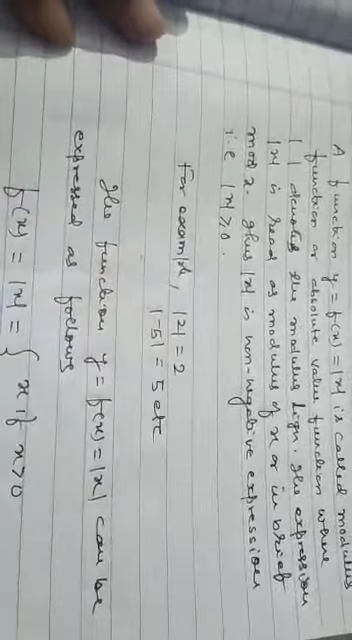 A function y = f(x) = |x| is called modulus
function or absolute value function where
| | denotes the modulus sign. The expression
|x| is read as modulus of x or in brief
mod x. Thus |x| is non-negative expression
i.e |x| ≥ 0.
For example, |2| = 2
|-5| = 5 etc
The function y = f(x) = |x| can be
expressed as follows
f(x) = |x| = { x if x > 0